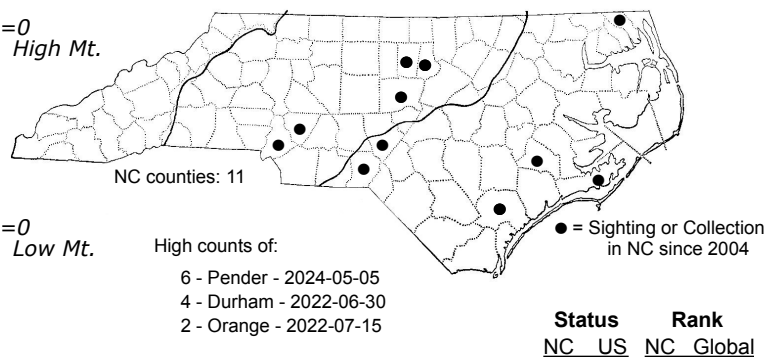 =0
High Mt.
NC counties: 11
=0
Low Mt.
High counts of:
6 - Pender - 2024-05-05
4 - Durham - 2022-06-30
2 - Orange - 2022-07-15
● = Sighting or Collection
in NC since 2004
Status Rank
NC US NC Global